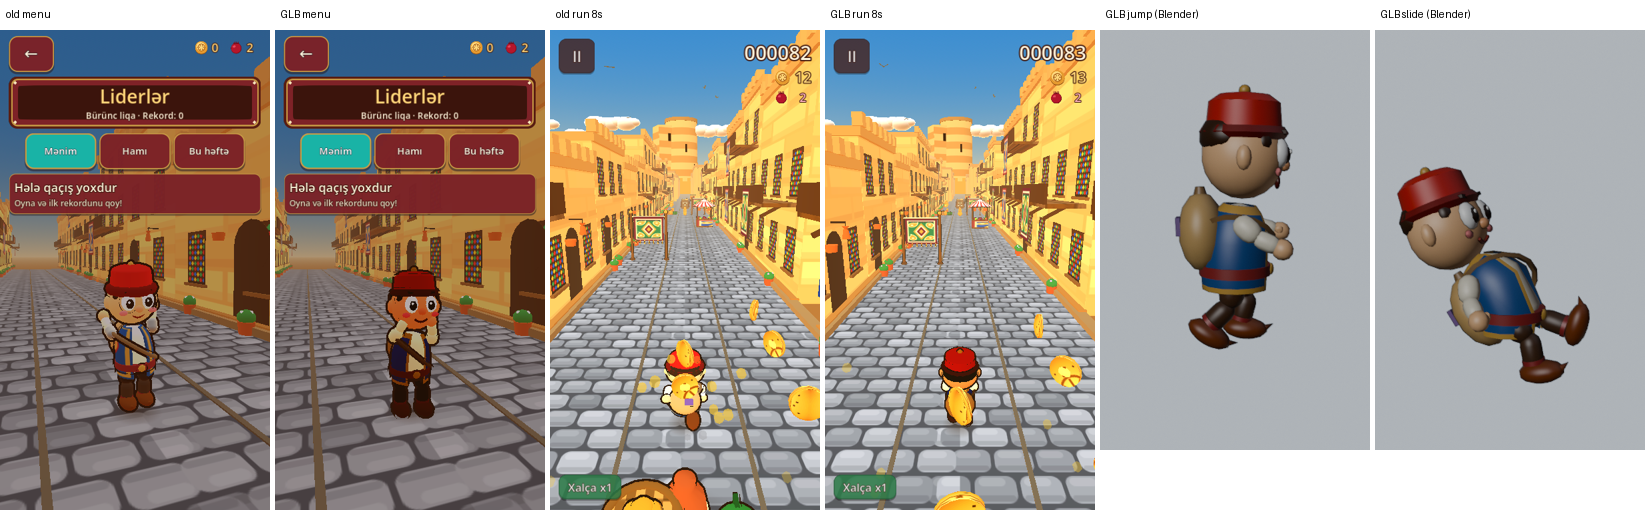 old menu
GLB menu
old run 8s
GLB run 8s
GLB jump (Blender)
GLB slide (Blender)
←
0
2
Liderlər
Bürünc liqa · Rekord: 0
Mənim
Hamı
Bu həftə
Hələ qaçış yoxdur
Oyna və ilk rekordunu qoy!
←
0
2
Liderlər
Bürünc liqa · Rekord: 0
Mənim
Hamı
Bu həftə
Hələ qaçış yoxdur
Oyna və ilk rekordunu qoy!
000082
12
2
Xalça x1
000083
13
2
Xalça x1